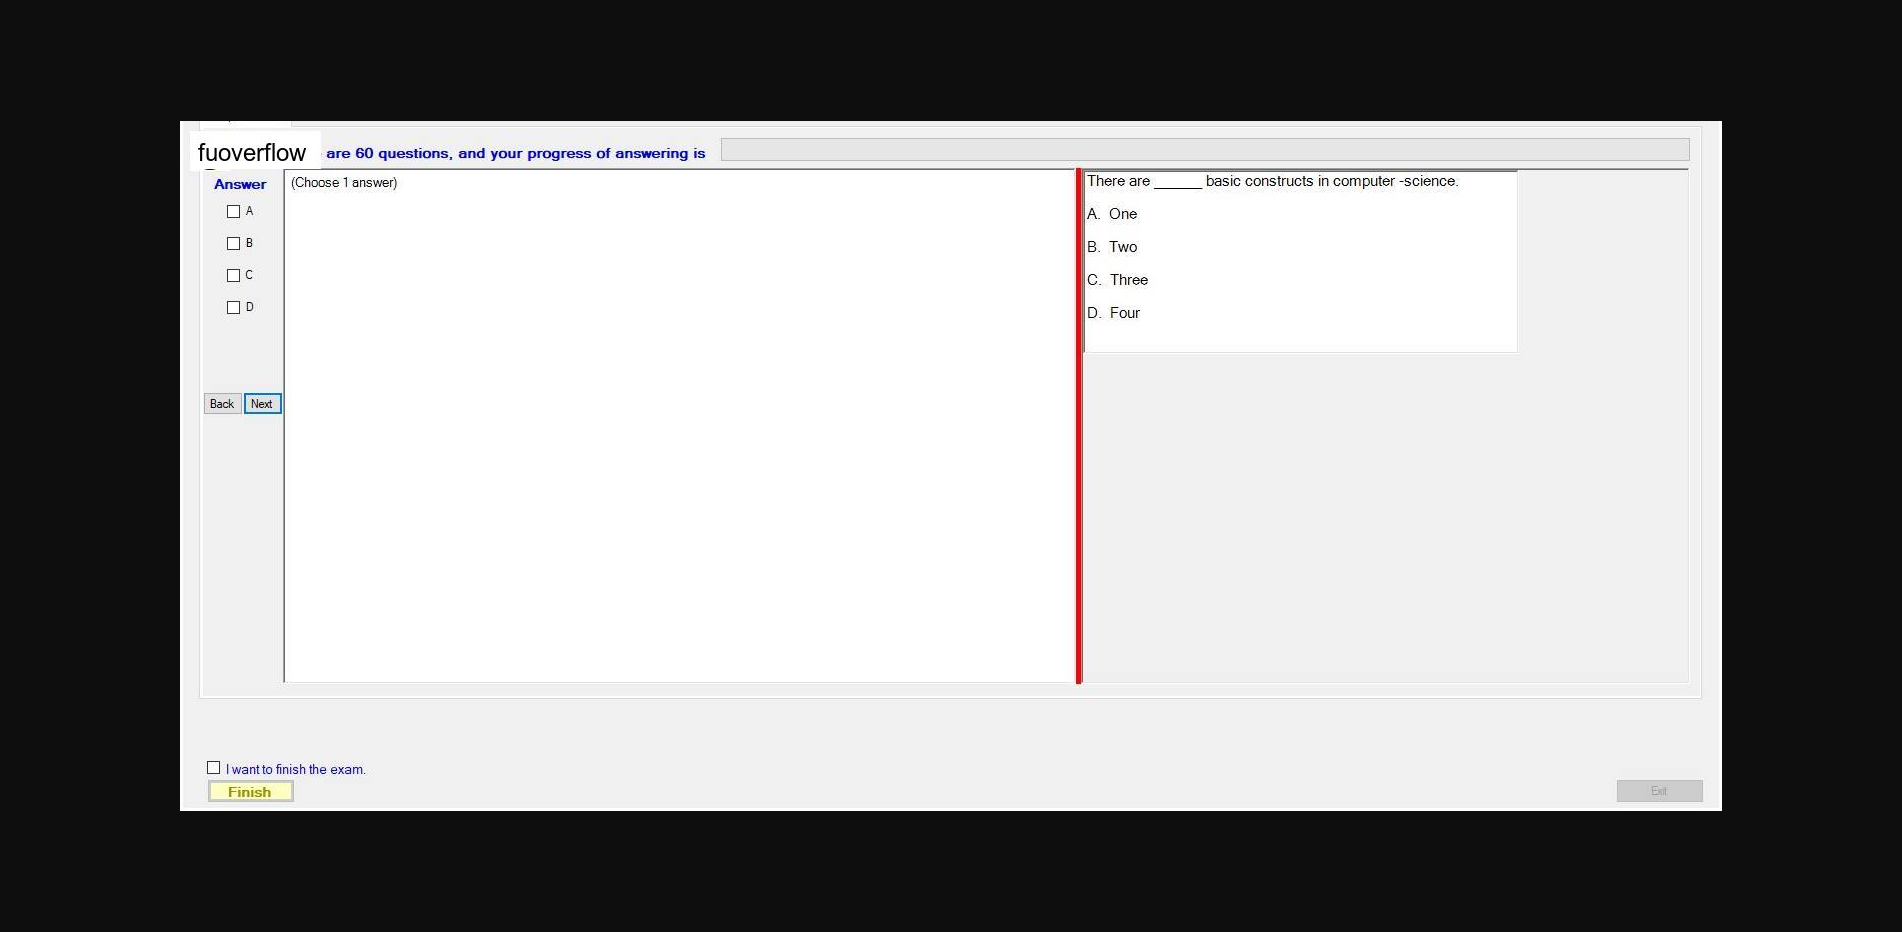 fuoverflow are 60 questions, and your progress of answering is
Answer
(Choose 1 answer)
A
B
C
D
Back Next
There are ______ basic constructs in computer -science.
A. One
B. Two
C. Three
D. Four
I want to finish the exam.
Finish
Exit